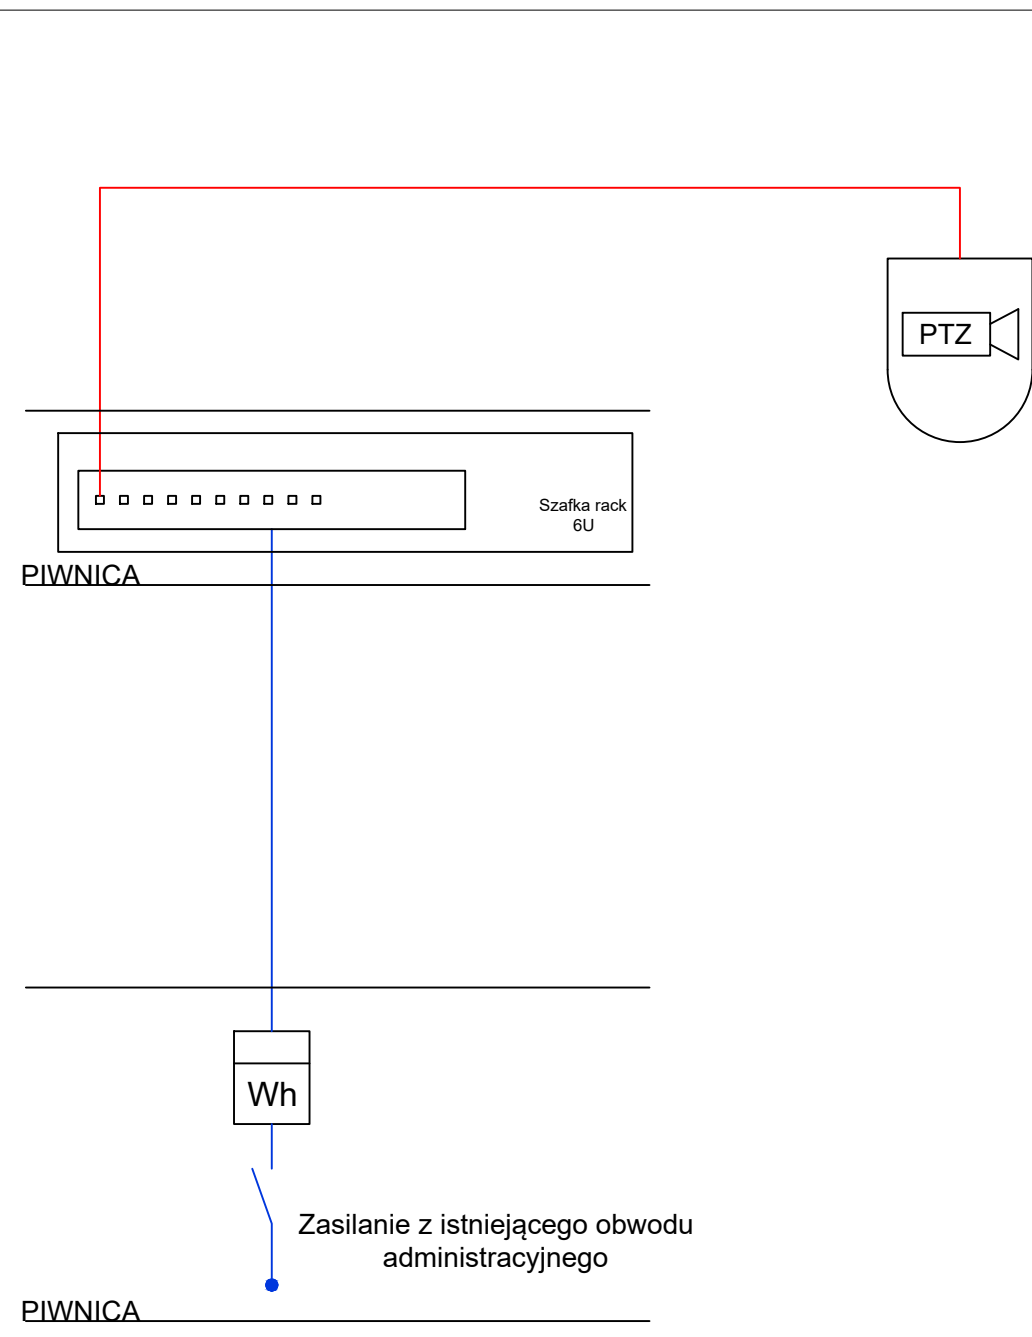 PTZ
Szafka rack
6U
PIWNICA
Wh
Zasilanie z istniejącego obwodu
administracyjnego
PIWNICA